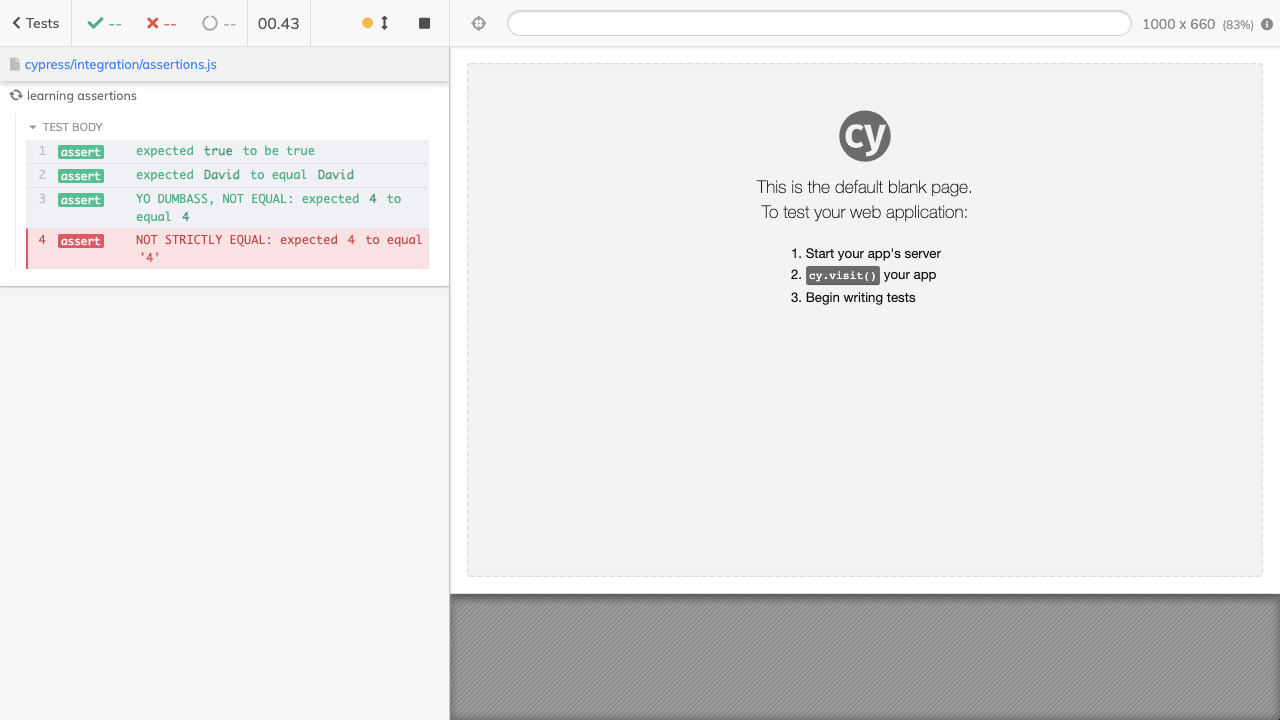 Tests
--
--
--
00.43
1000 x 660 (83%)
cypress/integration/assertions.js
learning assertions
TEST BODY
1 assert expected true to be true
2 assert expected David to equal David
3 assert YO DUMBASS, NOT EQUAL: expected 4 to
equal 4
4 assert NOT STRICTLY EQUAL: expected 4 to equal
'4'
cy
This is the default blank page.
To test your web application:
1. Start your app's server
2. cy.visit() your app
3. Begin writing tests